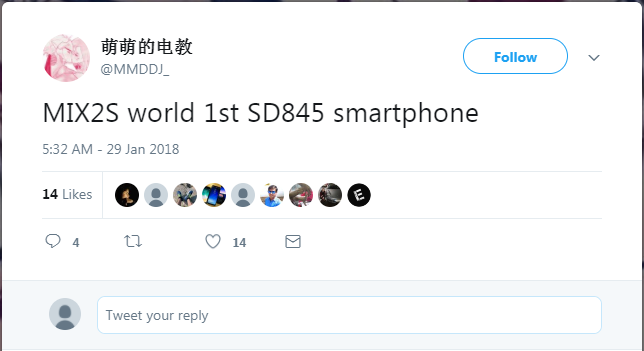 萌萌的电教
@MMDDJ_
Follow
MIX2S world 1st SD845 smartphone
5:32 AM - 29 Jan 2018
14 Likes
E
4
14
Tweet your reply